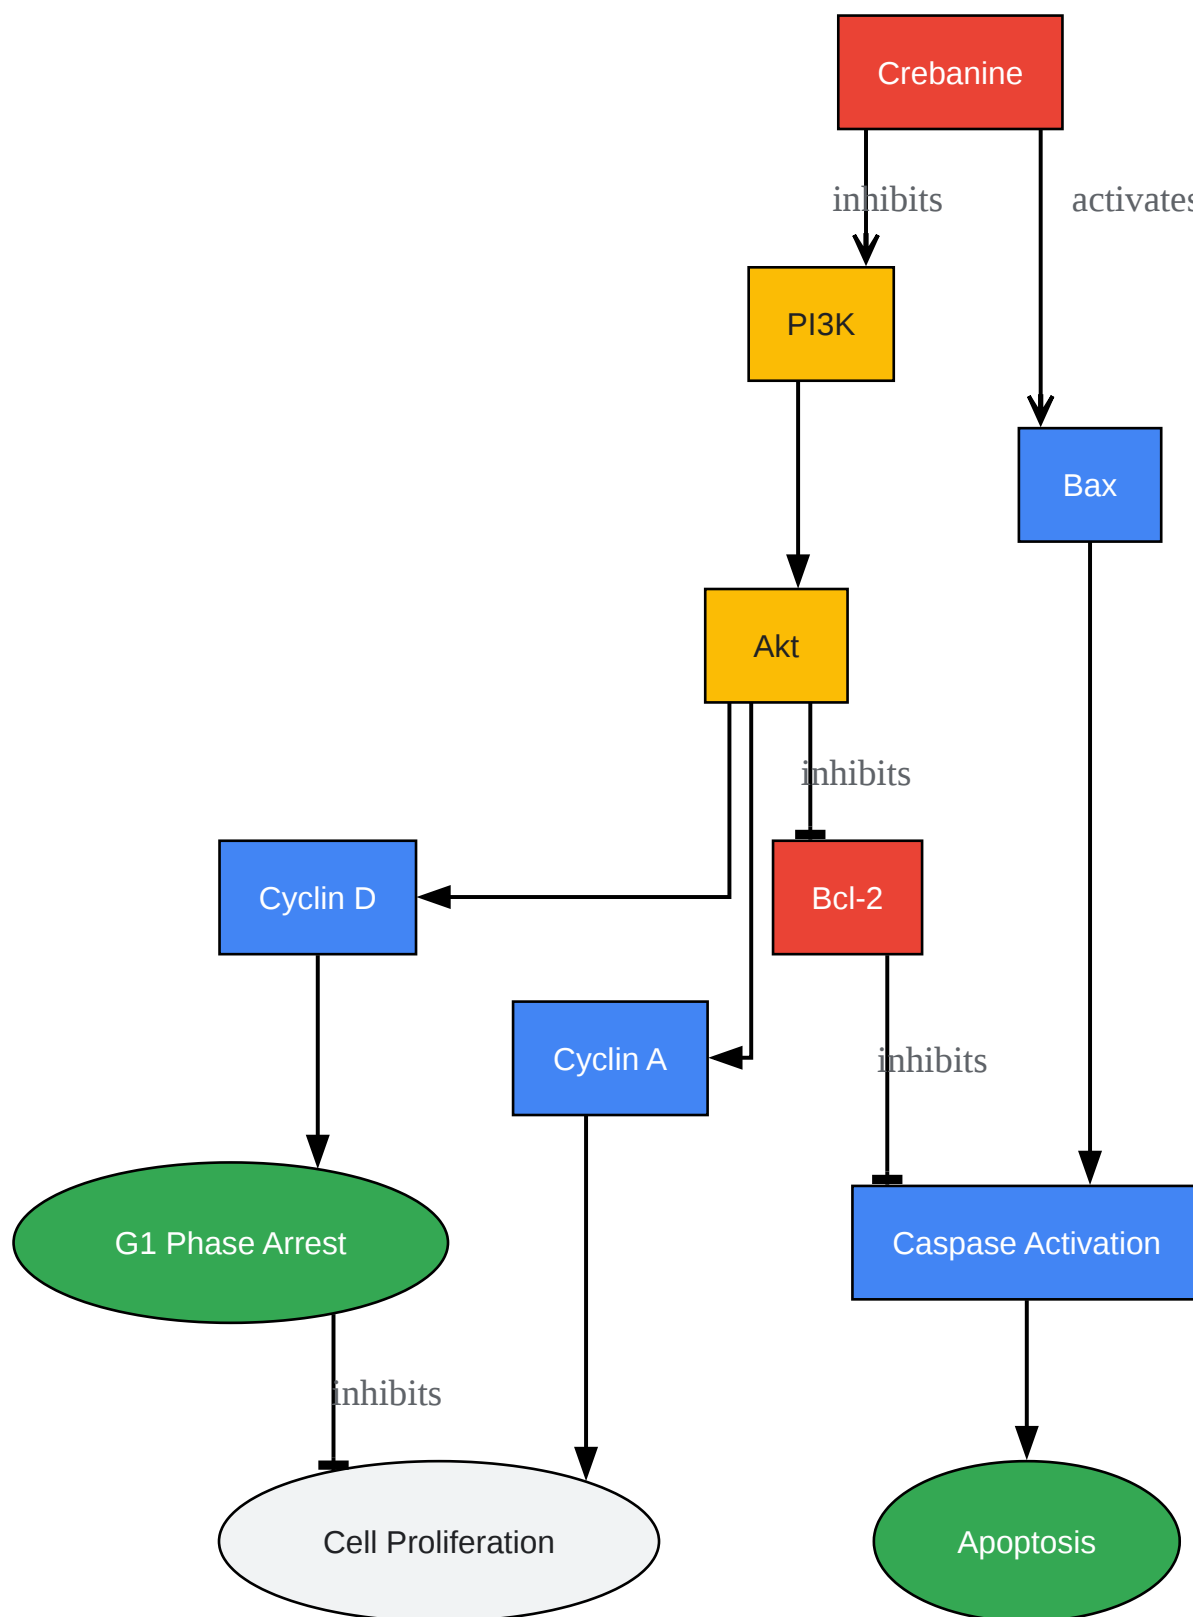 Crebanine
inhibits
activates
PI3K
Bax
Akt
inhibits
Cyclin D
Bcl-2
Cyclin A
inhibits
G1 Phase Arrest
Caspase Activation
inhibits
Cell Proliferation
Apoptosis